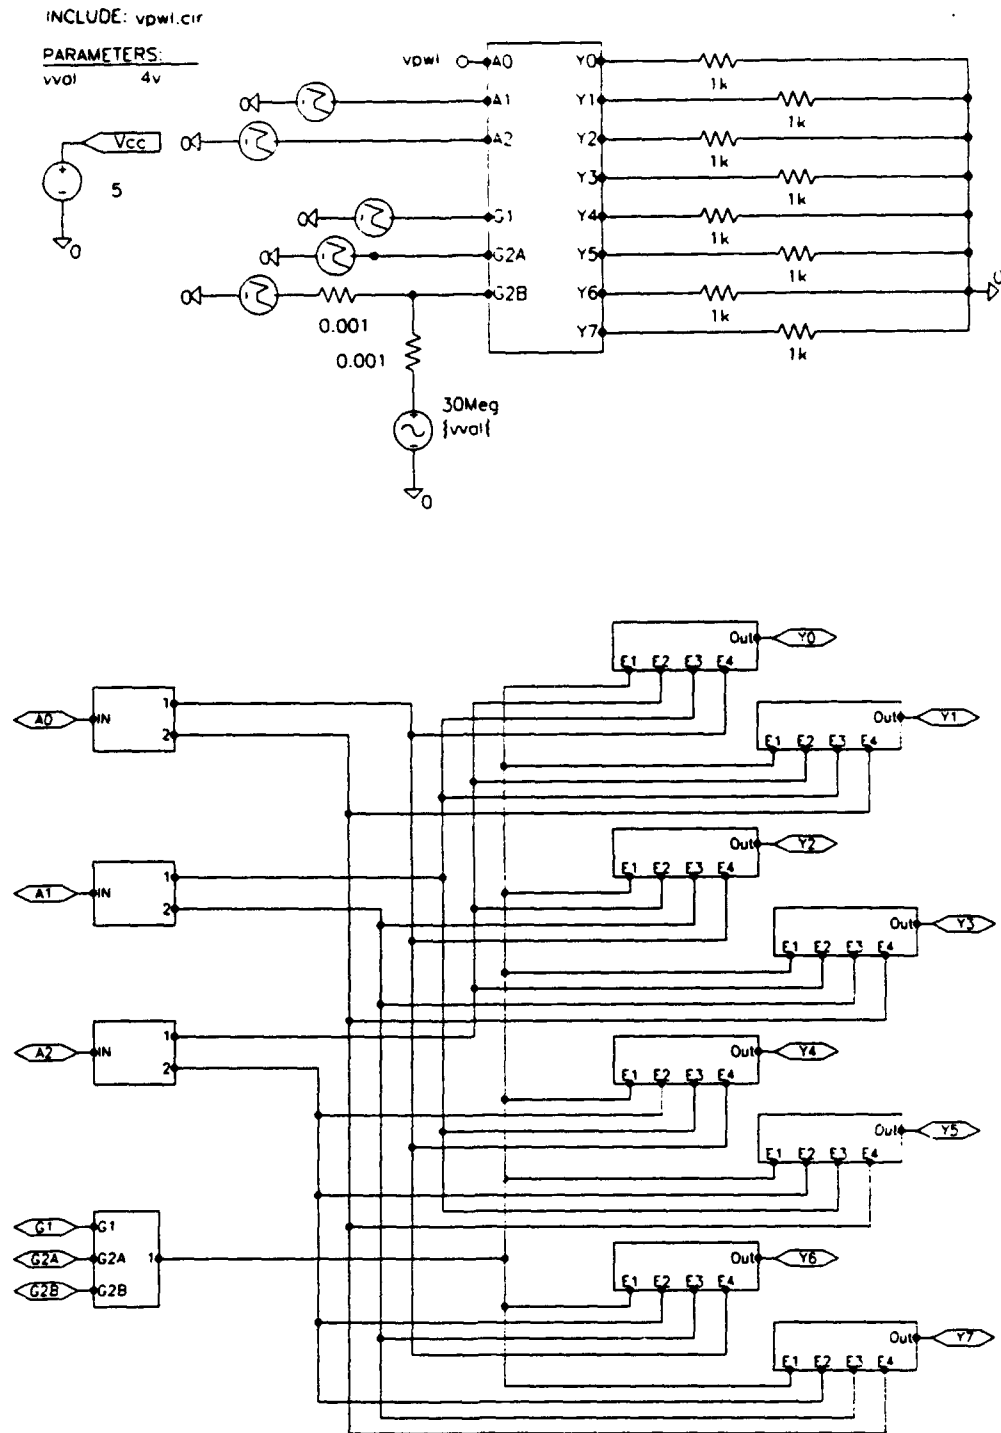 INCLUDE: vpwl.cir
PARAMETERS:
vval 4v
vpwl
A0 Y0
1k
A1 Y1
1k
Vcc
A2 Y2
1k
5
Y3
1k
0
G1 Y4
1k
0
G2A Y5
1k
0
G2B Y6
1k
0
0.001
Y7
1k
0.001
30Meg
{vval{
0
Out Y0
E1 E2 E3 E4
A0 IN 1
2
Out Y1
E1 E2 E3 E4
Out Y2
E1 E2 E3 E4
A1 IN 1
2
Out Y3
E1 E2 E3 E4
A2 IN 1
2
Out Y4
E1 E2 E3 E4
Out Y5
E1 E2 E3 E4
G1 G1
G2A G2A 1
G2B G2B
Out Y6
E1 E2 E3 E4
Out Y7
E1 E2 E3 E4